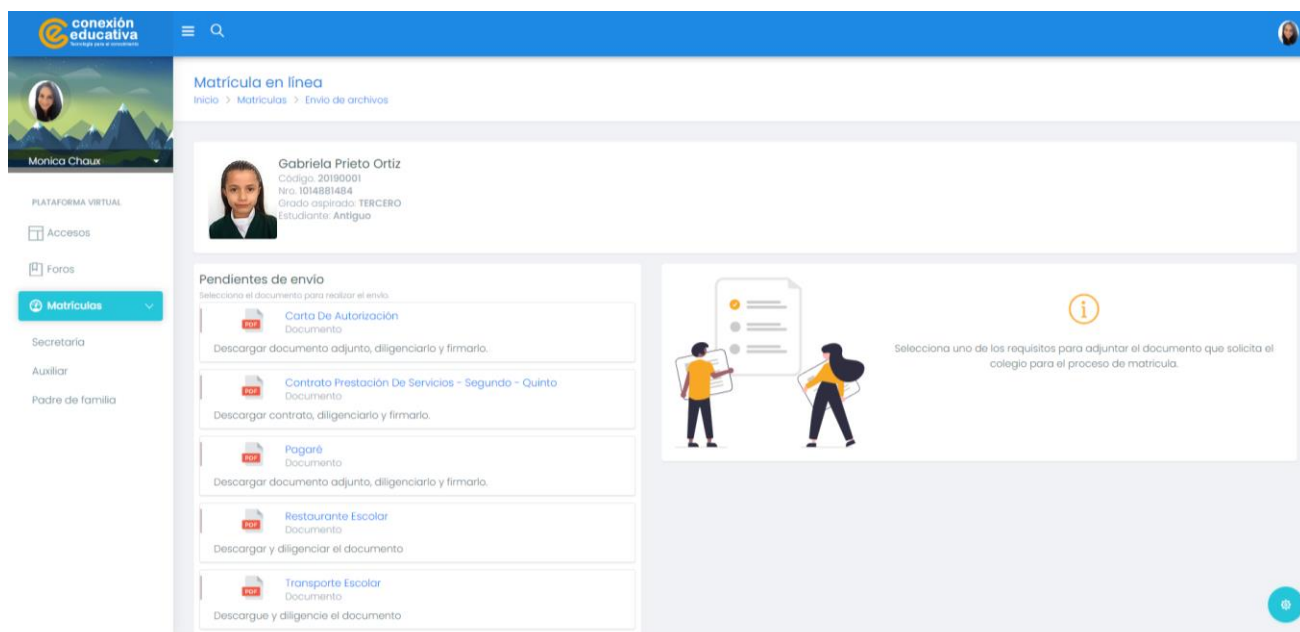 conexión
educativa
Tecnología para el conocimiento
Matrícula en línea
Inicio > Matriculas > Envio de archivos
Monica Chaux
PLATAFORMA VIRTUAL
Accesos
Foros
Matrículas
Secretaria
Auxiliar
Padre de familia
Gabriela Prieto Ortiz
Código: 20190001
Nro. 1014881484
Grado aspirado: TERCERO
Estudiante: Antiguo
Pendientes de envío
Selecciona el documento para realizar el envio.
PDF
Carta De Autorización
Documento
Descargar documento adjunto, diligenciarlo y firmarlo.
PDF
Contrato Prestación De Servicios - Segundo - Quinto
Documento
Descargar contrato, diligenciarlo y firmarlo.
PDF
Pagaré
Documento
Descargar documento adjunto, diligenciarlo y firmarlo.
PDF
Restaurante Escolar
Documento
Descargar y diligenciar el documento
PDF
Transporte Escolar
Documento
Descargue y diligencie el documento
i
Selecciona uno de los requisitos para adjuntar el documento que solicita el
colegio para el proceso de matricula.